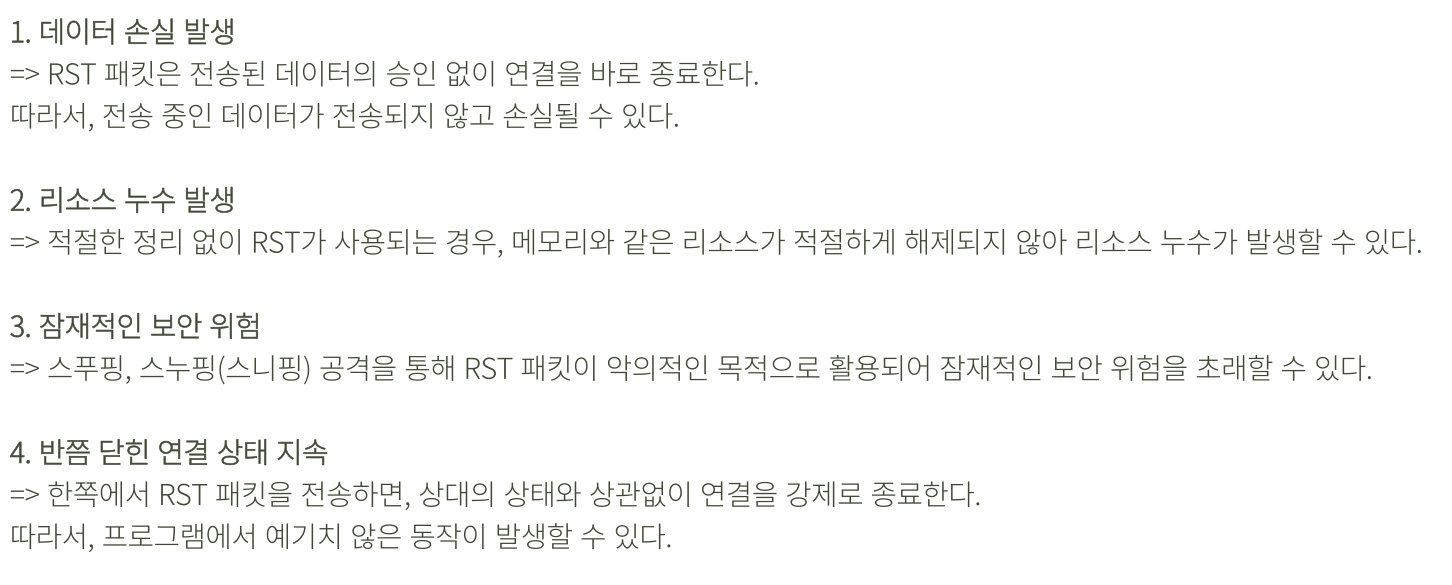 1. 데이터 손실 발생
=> RST 패킷은 전송된 데이터의 승인 없이 연결을 바로 종료한다.
따라서, 전송 중인 데이터가 전송되지 않고 손실될 수 있다.
2. 리소스 누수 발생
=> 적절한 정리 없이 RST가 사용되는 경우, 메모리와 같은 리소스가 적절하게 해제되지 않아 리소스 누수가 발생할 수 있다.
3. 잠재적인 보안 위험
=> 스푸핑, 스누핑(스니핑) 공격을 통해 RST 패킷이 악의적인 목적으로 활용되어 잠재적인 보안 위험을 초래할 수 있다.
4. 반쯤 닫힌 연결 상태 지속
=> 한쪽에서 RST 패킷을 전송하면, 상대의 상태와 상관없이 연결을 강제로 종료한다.
따라서, 프로그램에서 예기치 않은 동작이 발생할 수 있다.